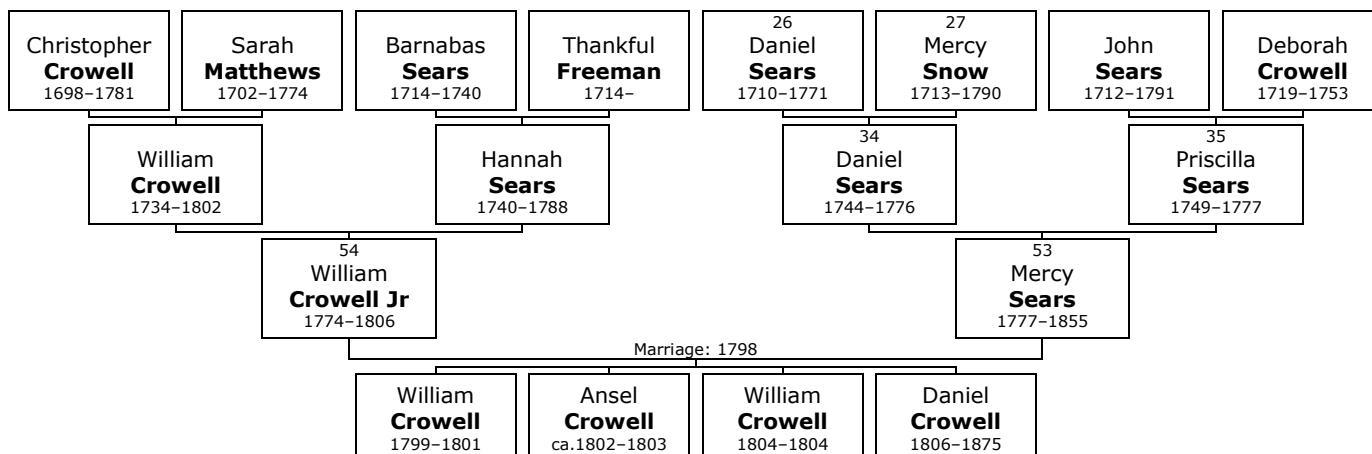 Christopher
Crowell
1698–1781
Sarah
Matthews
1702–1774
Barnabas
Sears
1714–1740
Thankful
Freeman
1714–
26
Daniel
Sears
1710–1771
27
Mercy
Snow
1713–1790
John
Sears
1712–1791
Deborah
Crowell
1719–1753
William
Crowell
1734–1802
Hannah
Sears
1740–1788
34
Daniel
Sears
1744–1776
35
Priscilla
Sears
1749–1777
54
William
Crowell Jr
1774–1806
53
Mercy
Sears
1777–1855
Marriage: 1798
William
Crowell
1799–1801
Ansel
Crowell
ca.1802–1803
William
Crowell
1804–1804
Daniel
Crowell
1806–1875